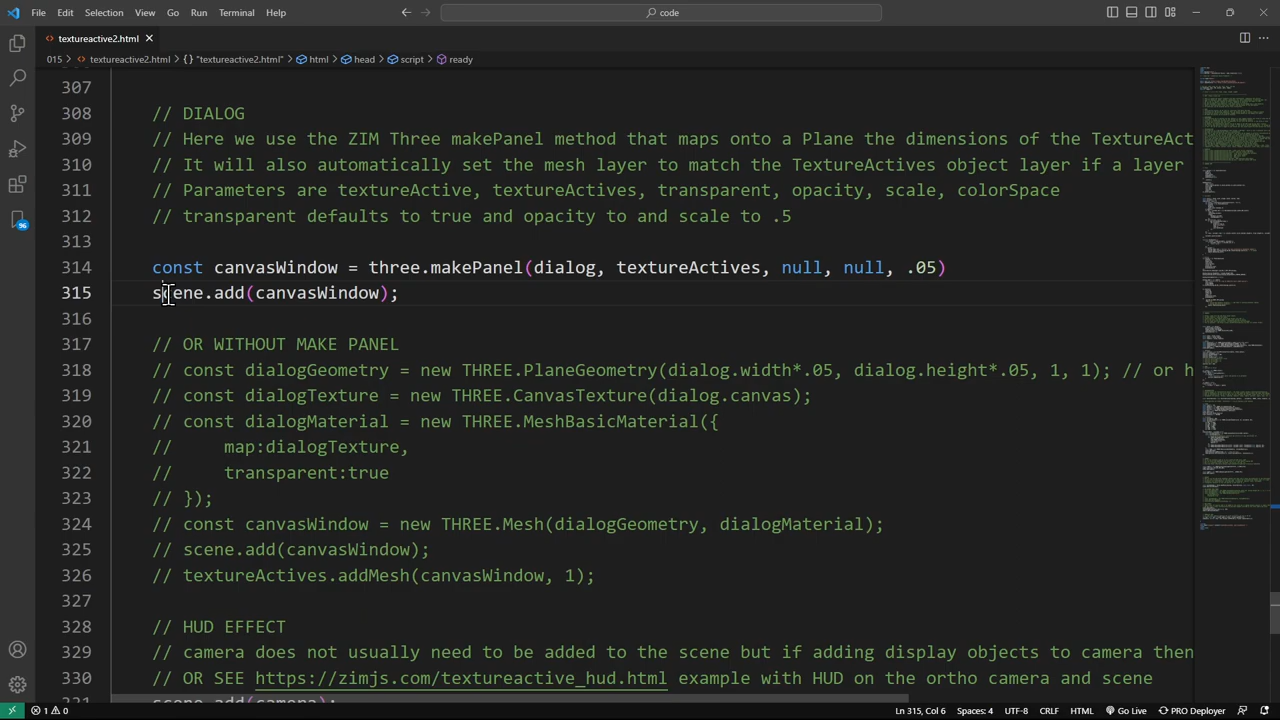 File Edit Selection View Go Run Terminal Help
code
textureactive2.html
015 > textureactive2.html > {} "textureactive2.html" > html > head > script > ready
307
308 // DIALOG
309 // Here we use the ZIM Three makePanel method that maps onto a Plane the dimensions of the TextureAct
310 // It will also automatically set the mesh layer to match the TextureActives object layer if a layer
311 // Parameters are textureActive, textureActives, transparent, opacity, scale, colorSpace
312 // transparent defaults to true and opacity to and scale to .5
313
314 const canvasWindow = three.makePanel(dialog, textureActives, null, null, .05)
315 scene.add(canvasWindow);
316
317 // OR WITHOUT MAKE PANEL
318 // const dialogGeometry = new THREE.PlaneGeometry(dialog.width*.05, dialog.height*.05, 1, 1); // or h
319 // const dialogTexture = new THREE.CanvasTexture(dialog.canvas);
320 // const dialogMaterial = new THREE.MeshBasicMaterial({
321 // map:dialogTexture,
322 // transparent:true
323 // });
324 // const canvasWindow = new THREE.Mesh(dialogGeometry, dialogMaterial);
325 // scene.add(canvasWindow);
326 // textureActives.addMesh(canvasWindow, 1);
327
328 // HUD EFFECT
329 // camera does not usually need to be added to the scene but if adding display objects to camera then
330 // OR SEE https://zimjs.com/textureactive_hud.html example with HUD on the ortho camera and scene
331 scene.add(camera);
96
0 0 Ln 315, Col 6 Spaces: 4 UTF-8 CRLF HTML Go Live PRO Deployer